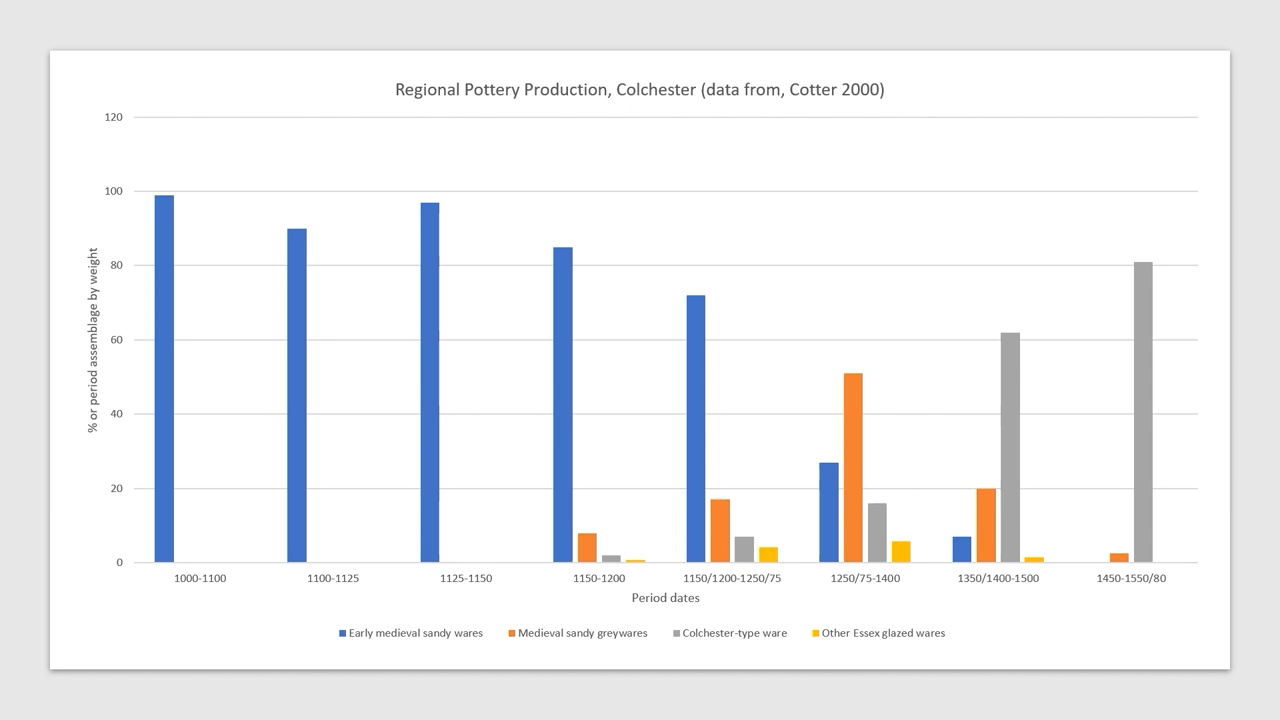 Regional Pottery Production, Colchester (data from, Cotter 2000)
120
100
80
60
40
20
0
% or period assemblage by weight
1000-1100 1100-1125 1125-1150 1150-1200 1150/1200-1250/75 1250/75-1400 1350/1400-1500 1450-1550/80
Period dates
Early medieval sandy wares Medieval sandy greywares Colchester-type ware Other Essex glazed wares